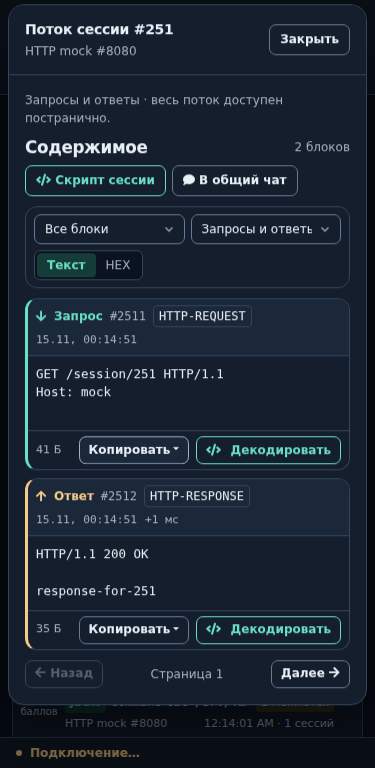 Поток сессии #251
HTTP mock #8080
Закрыть
Запросы и ответы · весь поток доступен
постранично.
Содержимое
2 блоков
Скрипт сессии
В общий чат
Все блоки
Запросы и ответы
Текст
HEX
Запрос #2511 HTTP-REQUEST
15.11, 00:14:51
GET /session/251 HTTP/1.1
Host: mock
41 Б
Копировать
Декодировать
Ответ #2512 HTTP-RESPONSE
15.11, 00:14:51 +1 мс
HTTP/1.1 200 OK
response-for-251
35 Б
Копировать
Декодировать
← Назад
Страница 1
Далее →
баллов
HTTP mock #8080
12:14:01 AM · 1 сессий
Подключение…